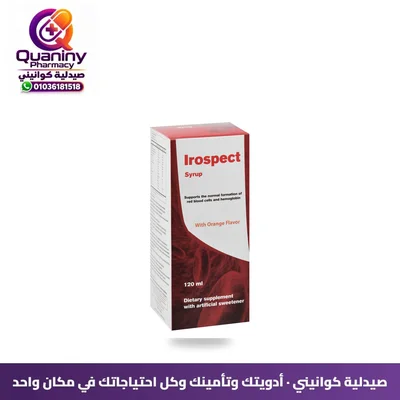 Quaniny
Pharmacy
صيدلية كوانيني
01036181518
Irospect
Syrup
Supports the normal formation of
red blood cells and hemoglobin
With Orange Flavor
120 ml
Dietary supplement
with artificial sweetener
صيدلية كوانيني - أدويتك وتأمينك وكل احتياجاتك في مكان واحد